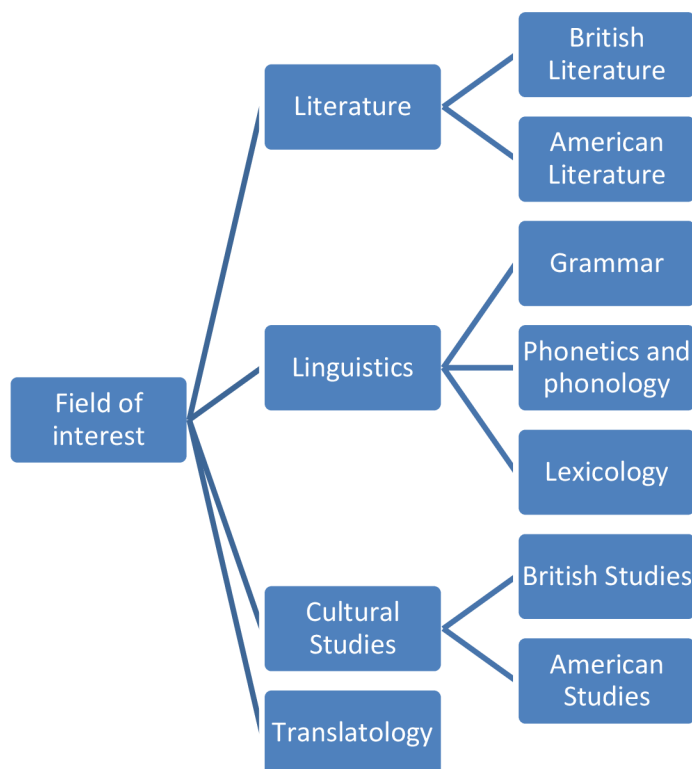 British
Literature
Literature
American
Literature
Grammar
Linguistics
Phonetics and
phonology
Field of
interest
Lexicology
British Studies
Cultural
Studies
American
Studies
Translatology